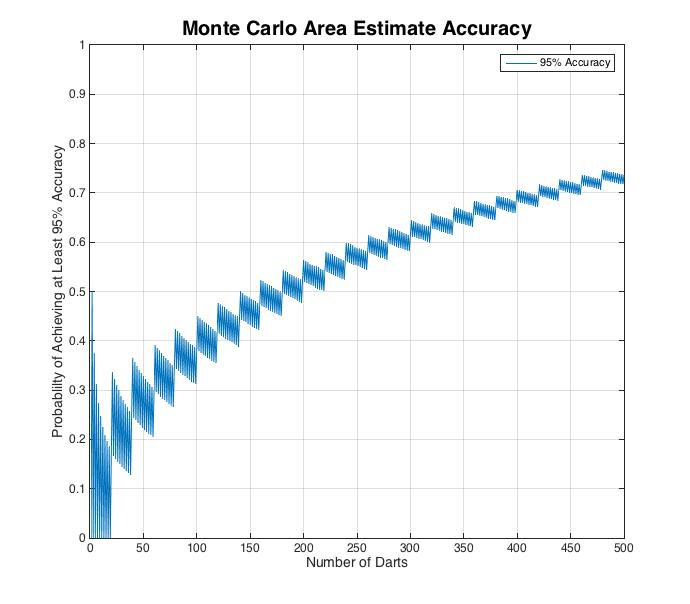 Monte Carlo Area Estimate Accuracy
95% Accuracy
Probability of Achieving at Least 95% Accuracy
1
0.9
0.8
0.7
0.6
0.5
0.4
0.3
0.2
0.1
0
0 50 100 150 200 250 300 350 400 450 500
Number of Darts